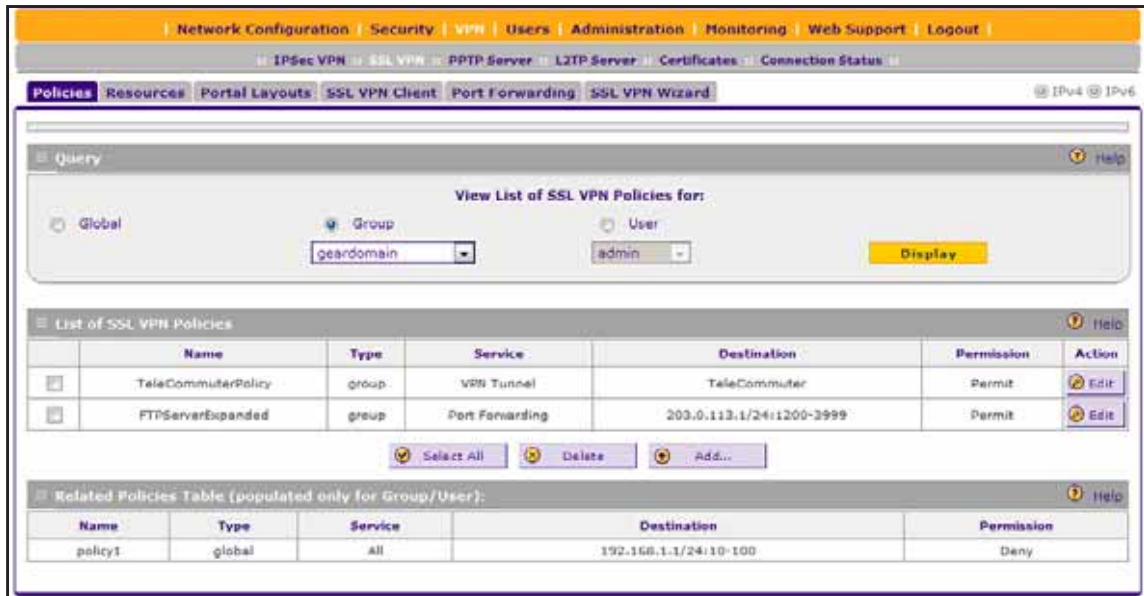 Network Configuration | Security | VPN | Users | Administration | Monitoring | Web Support | Logout
IPSec VPN :: SSL VPN :: PPTP Server :: L2TP Server :: Certificates :: Connection Status
Policies Resources Portal Layouts SSL VPN Client Port Forwarding SSL VPN Wizard IPv4 IPv6
Query Help
View List of SSL VPN Policies for:
Global Group User
geardomain admin Display
List of SSL VPN Policies Help
Name Type Service Destination Permission Action
TeleCommuterPolicy group VPN Tunnel TeleCommuter Permit Edit
FTPServerExpanded group Port Forwarding 203.0.113.1/24:1200-3999 Permit Edit
Select All Delete Add...
Related Policies Table (populated only for Group/User): Help
Name Type Service Destination Permission
policy1 global All 192.168.1.1/24:10-100 Deny